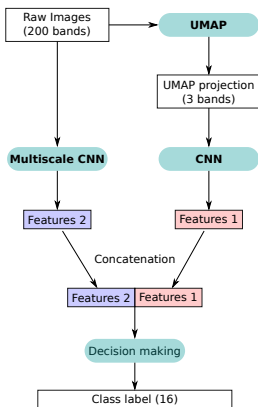 Raw Images
(200 bands)
UMAP
UMAP projection
(3 bands)
Multiscale CNN
CNN
Features 2
Features 1
Concatenation
Features 2
Features 1
Decision making
Class label (16)